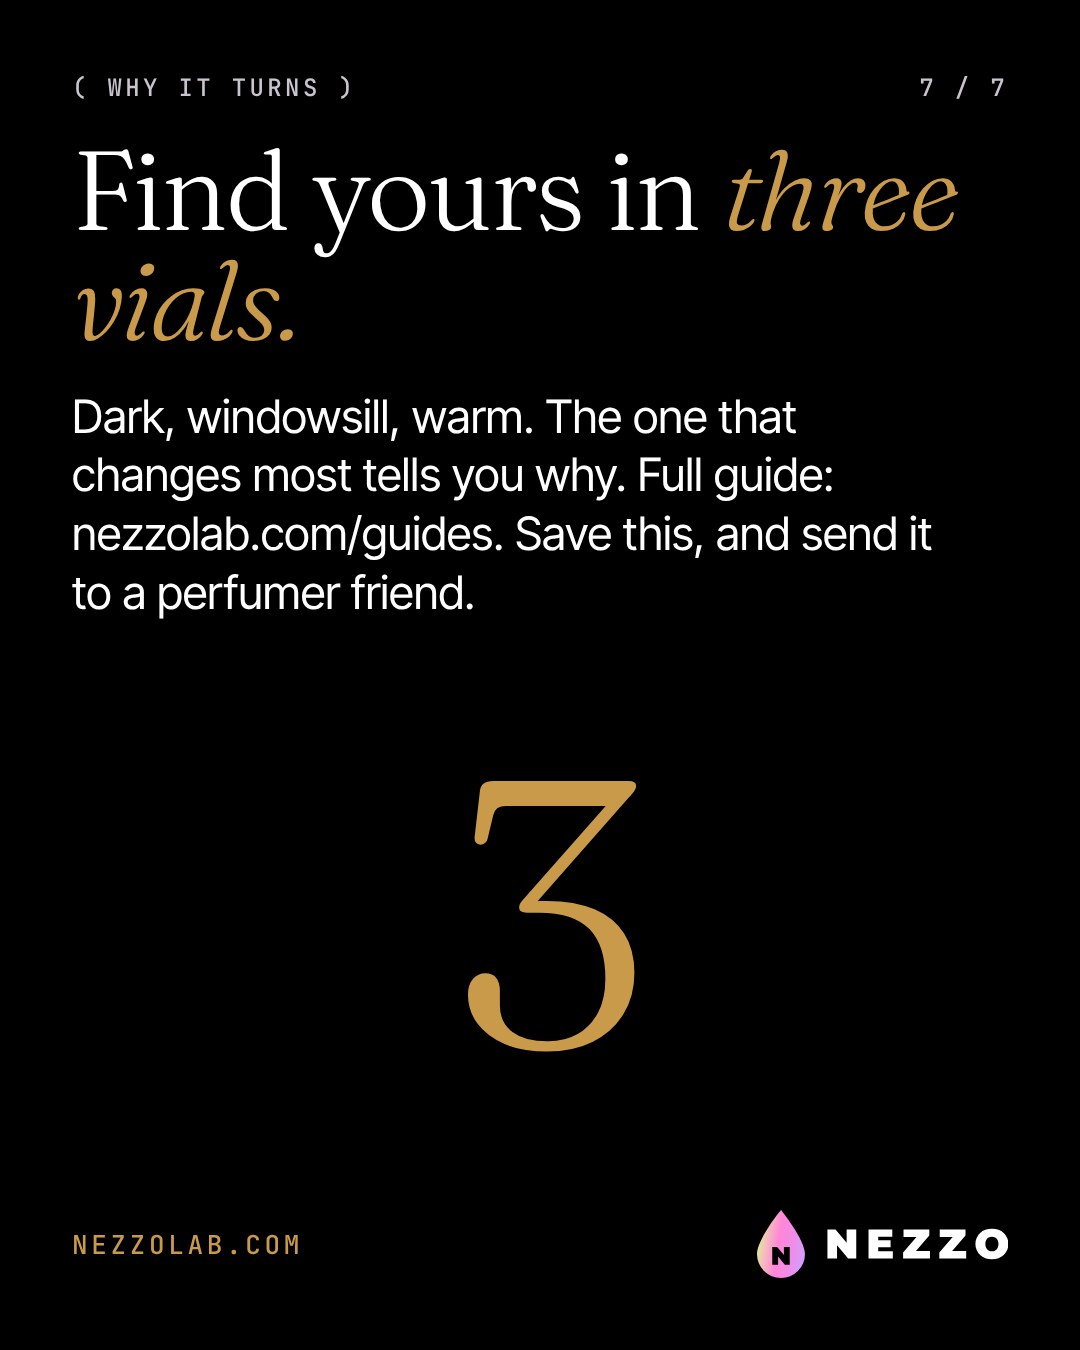 ( WHY IT TURNS )
7 / 7
Find yours in three
vials.
Dark, windowsill, warm. The one that
changes most tells you why. Full guide:
nezzolab.com/guides. Save this, and send it
to a perfumer friend.
3
NEZZOLAB.COM
N NEZZO